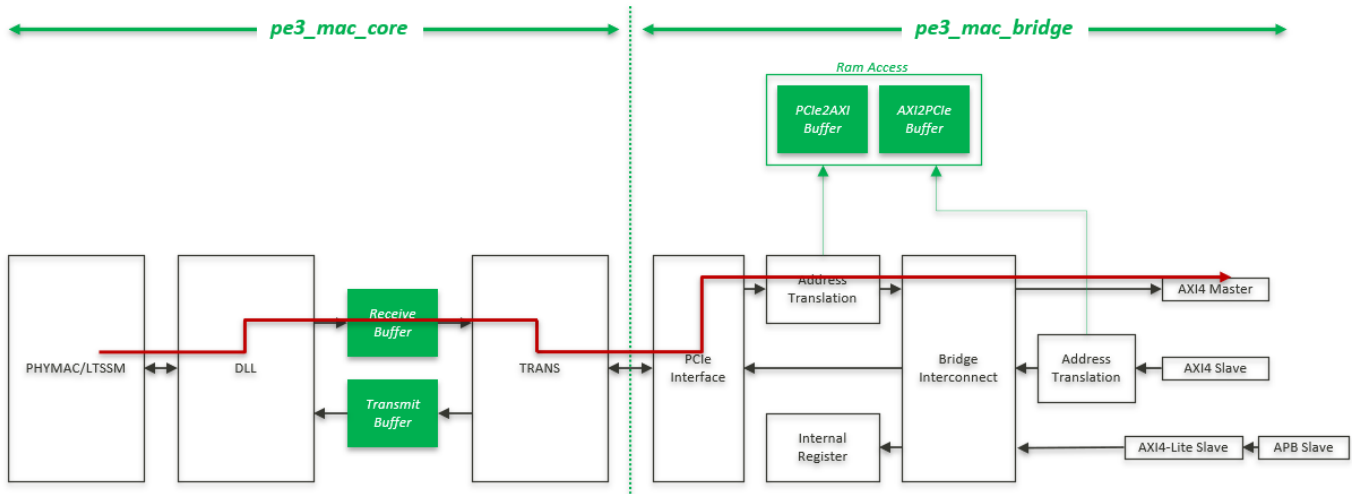 pe3_mac_core
pe3_mac_bridge
Ram Access
PCIe2AXI
Buffer
AXI2PCIe
Buffer
PHYMAC/LTSSM
DLL
Receive
Buffer
Transmit
Buffer
TRANS
PCIe
Interface
Address
Translation
Internal
Register
Bridge
Interconnect
Address
Translation
AXI4 Master
AXI4 Slave
AXI4-Lite Slave
APB Slave